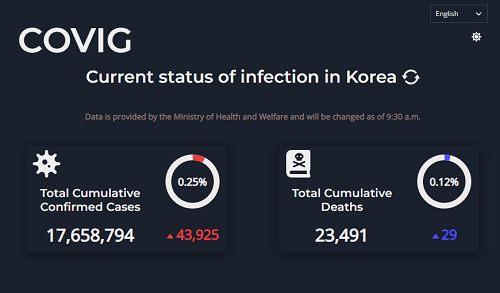 English
COVIG
Current status of infection in Korea
Data is provided by the Ministry of Health and Welfare and will be changed as of 9:30 a.m.
0.25%
Total Cumulative
Confirmed Cases
17,658,794 ▲43,925
0.12%
Total Cumulative
Deaths
23,491 ▲29